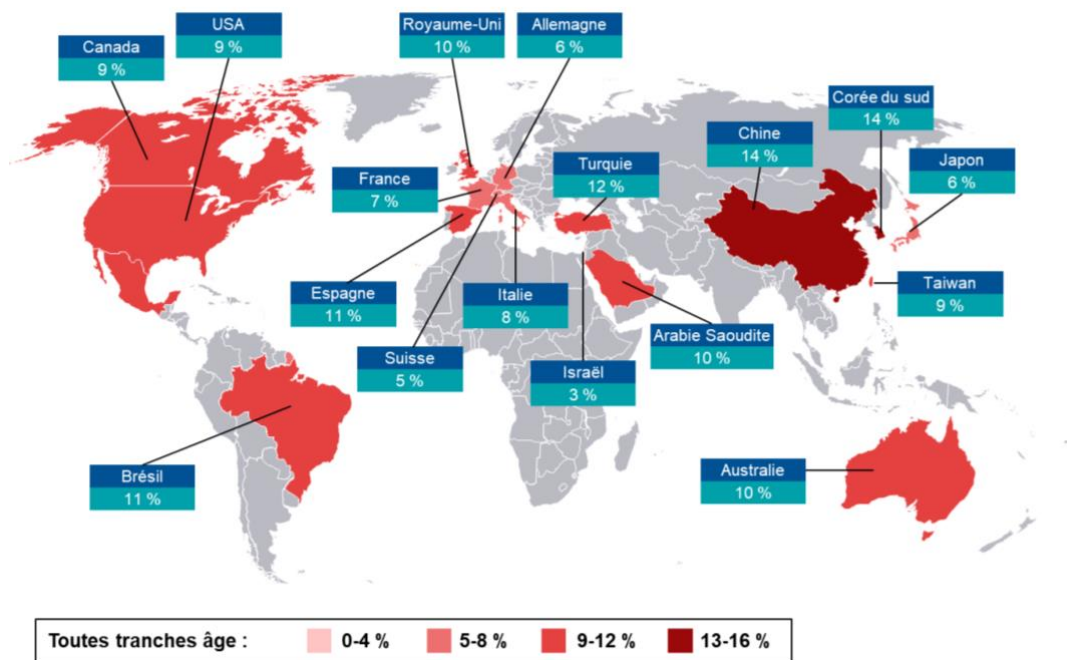 USA
9 %
Canada
9 %
Royaume-Uni
10 %
Allemagne
6 %
Corée du sud
14 %
Chine
14 %
Japon
6 %
Turquie
12 %
France
7 %
Espagne
11 %
Italie
8 %
Taiwan
9 %
Arabie Saoudite
10 %
Suisse
5 %
Israël
3 %
Brésil
11 %
Australie
10 %
Toutes tranches âge : 0-4 % 5-8 % 9-12 % 13-16 %